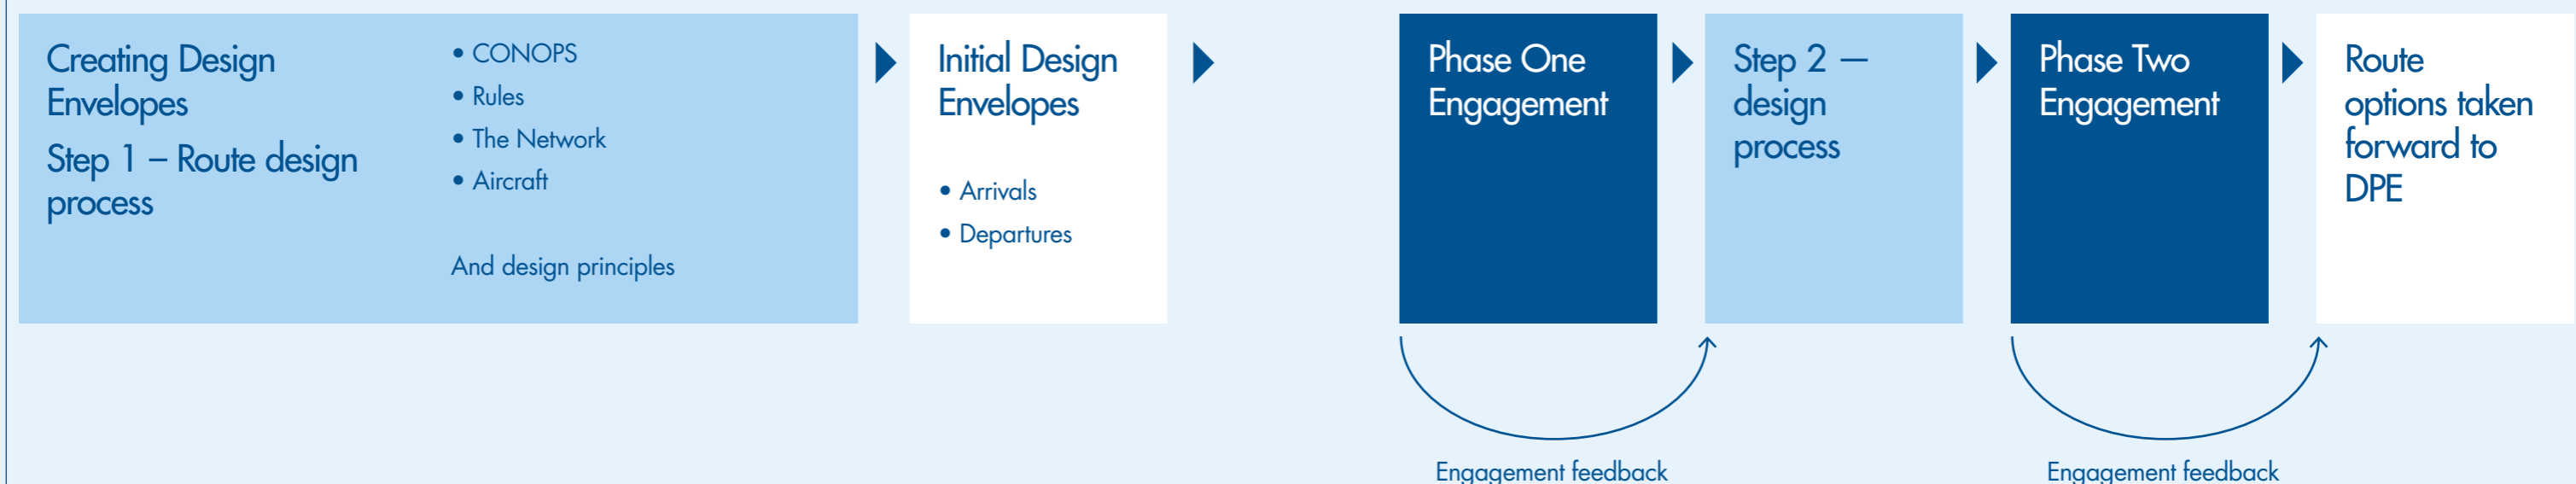 Creating Design
Envelopes
Step 1 – Route design
process
• CONOPS
• Rules
• The Network
• Aircraft
And design principles
Initial Design
Envelopes
• Arrivals
• Departures
Phase One
Engagement
Step 2 —
design
process
Phase Two
Engagement
Route
options taken
forward to
DPE
Engagement feedback
Engagement feedback